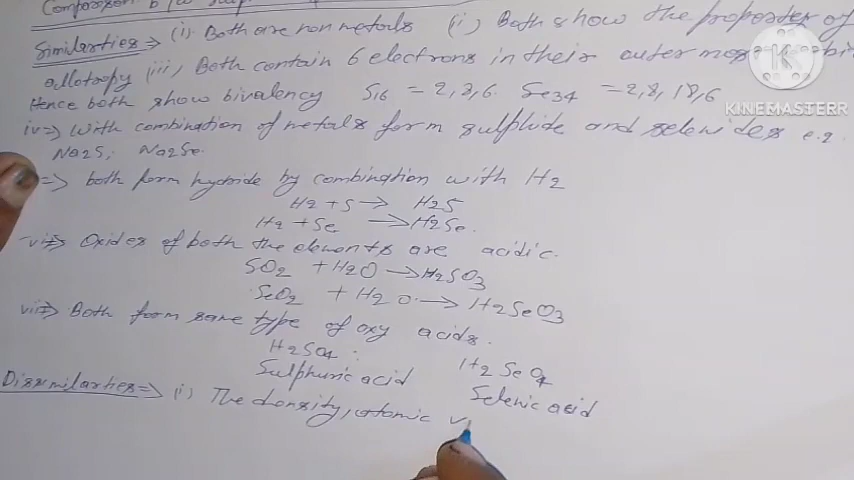 Comparison b/w
Similarties => (i) Both are non metals (ii) Both show the properter of
allotropy (iii) Both contain 6 electrons in their outer most
Hence both show bivalency S16 = 2,8,6. Se34 = 2,8,18,6
iv=> With combination of metals form sulphide and selenides e.g.
Na2S, Na2Se.
=> both form hydride by combination with H2
H2 + S -> H2S
H2 + Se -> H2Se.
vi=> Oxides of both the elements are acidic.
SO2 + H2O -> H2SO3
SeO2 + H2O -> H2SeO3
vii=> Both form same type of oxy acids.
H2SO4 : H2SeO4
Sulphuric acid Selenic acid
Dissimilarties => (i) The density, atomic v
KINEMASTER